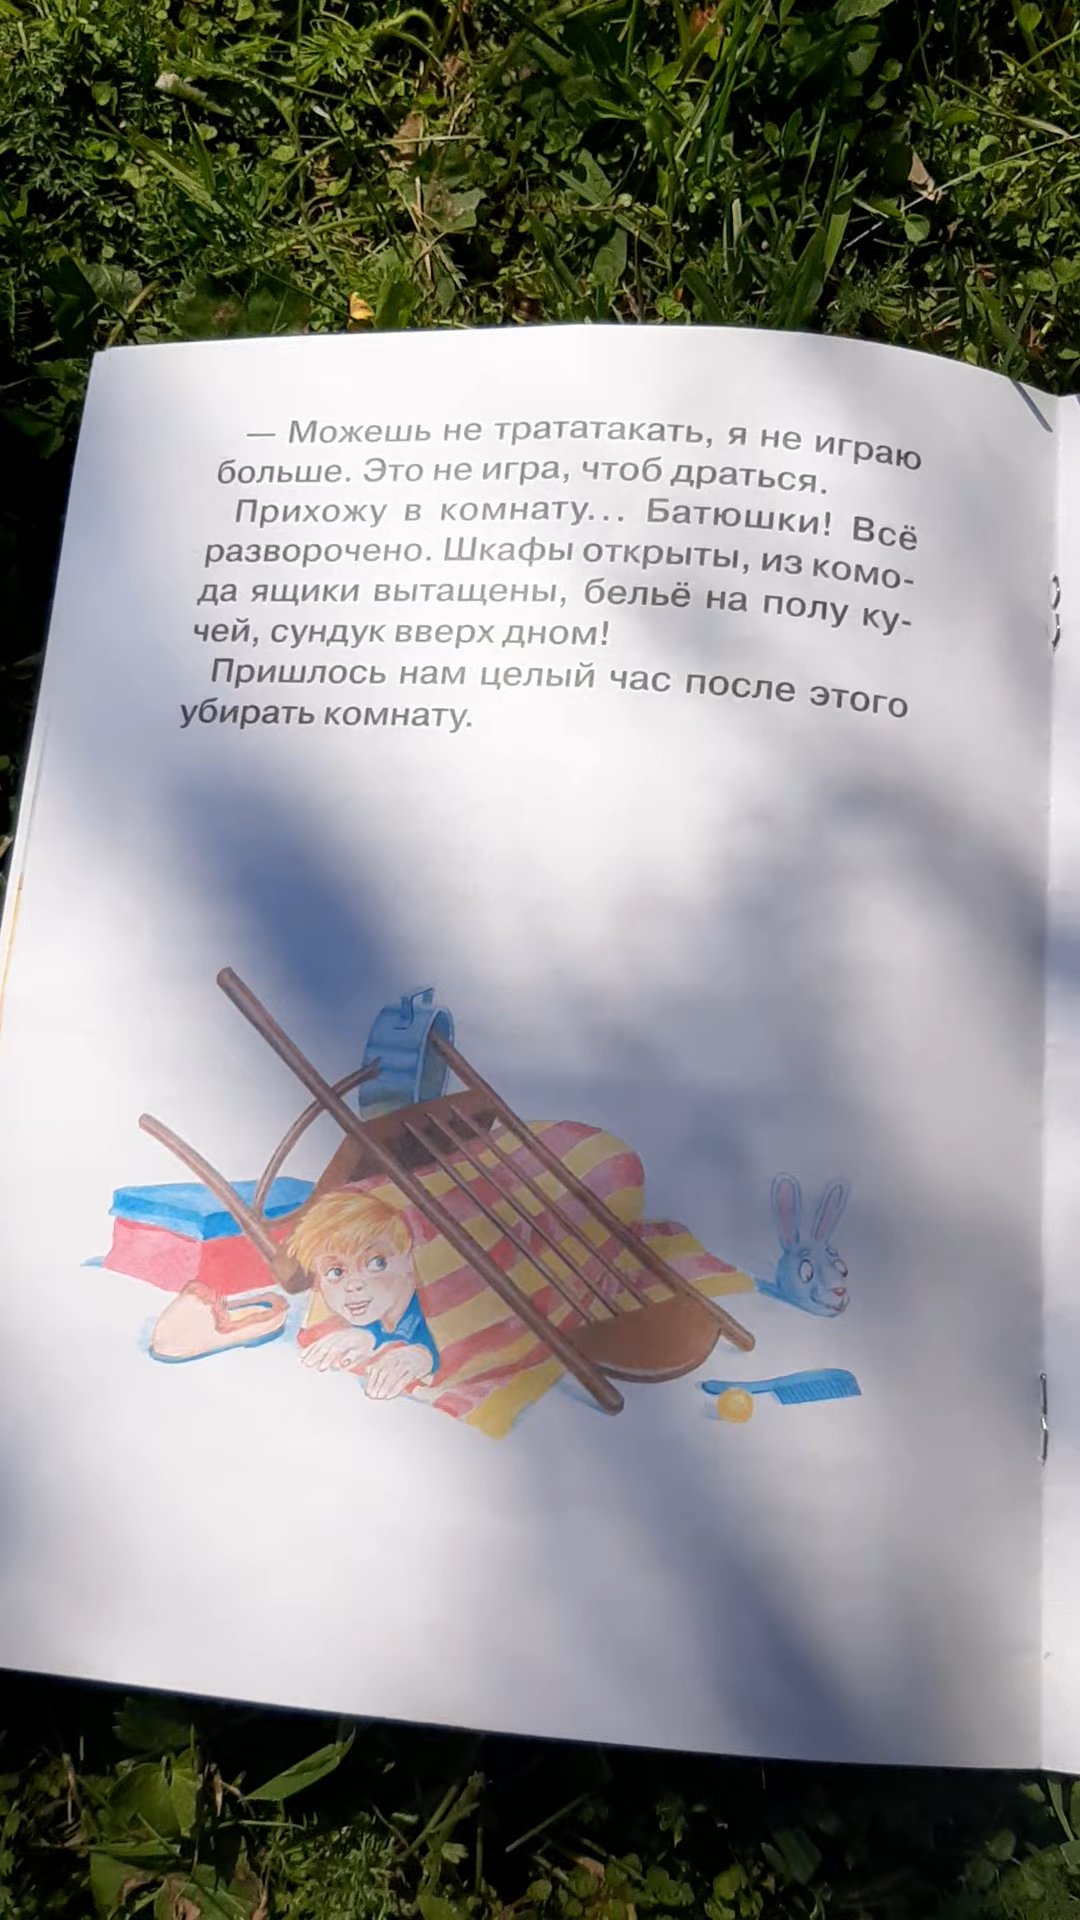 — Можешь не трататакать, я не играю
больше. Это не игра, чтоб драться.
Прихожу в комнату... Батюшки! Всё
разворочено. Шкафы открыты, из комо-
да ящики вытащены, бельё на полу ку-
чей, сундук вверх дном!
Пришлось нам целый час после этого
убирать комнату.